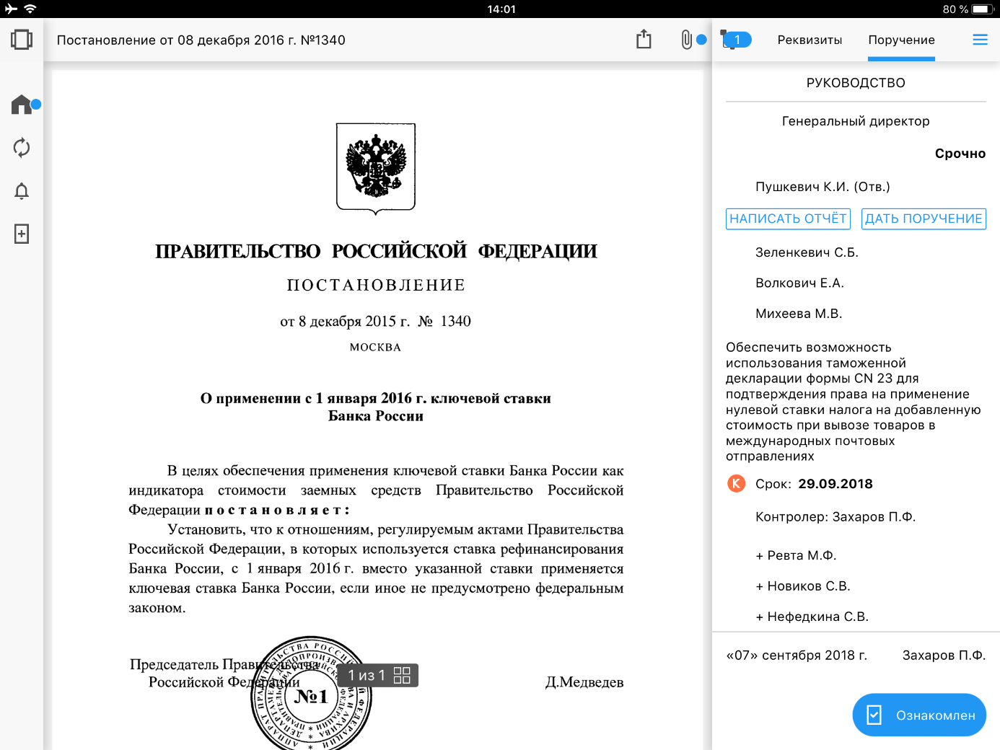 14:01
80 %
Постановление от 08 декабря 2016 г. №1340
1
Реквизиты
Поручение
ПРАВИТЕЛЬСТВО РОССИЙСКОЙ ФЕДЕРАЦИИ
ПОСТАНОВЛЕНИЕ
от 8 декабря 2015 г. № 1340
МОСКВА
О применении с 1 января 2016 г. ключевой ставки
Банка России
В целях обеспечения применения ключевой ставки Банка России как
индикатора стоимости заемных средств Правительство Российской
Федерации постановляет:
Установить, что к отношениям, регулируемым актами Правительства
Российской Федерации, в которых используется ставка рефинансирования
Банка России, с 1 января 2016 г. вместо указанной ставки применяется
ключевая ставка Банка России, если иное не предусмотрено федеральным
законом.
Председатель Правительства
Российской Федерации
Д.Медведев
№1
1 из 1
РУКОВОДСТВО
Генеральный директор
Срочно
Пушкевич К.И. (Отв.)
НАПИСАТЬ ОТЧЁТ
ДАТЬ ПОРУЧЕНИЕ
Зеленкевич С.Б.
Волкович Е.А.
Михеева М.В.
Обеспечить возможность
использования таможенной
декларации формы CN 23 для
подтверждения права на применение
нулевой ставки налога на добавленную
стоимость при вывозе товаров в
международных почтовых
отправлениях
К
Срок: 29.09.2018
Контролер: Захаров П.Ф.
+ Ревта М.Ф.
+ Новиков С.В.
+ Нефедкина С.В.
«07» сентября 2018 г.
Захаров П.Ф.
Ознакомлен